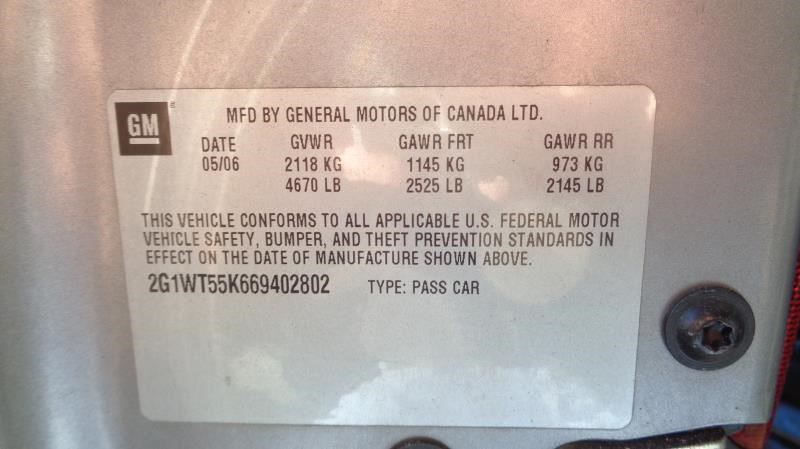 GM
MFD BY GENERAL MOTORS OF CANADA LTD.
DATE GVWR GAWR FRT GAWR RR
05/06 2118 KG 1145 KG 973 KG
4670 LB 2525 LB 2145 LB
THIS VEHICLE CONFORMS TO ALL APPLICABLE U.S. FEDERAL MOTOR
VEHICLE SAFETY, BUMPER, AND THEFT PREVENTION STANDARDS IN
EFFECT ON THE DATE OF MANUFACTURE SHOWN ABOVE.
2G1WT55K669402802 TYPE: PASS CAR